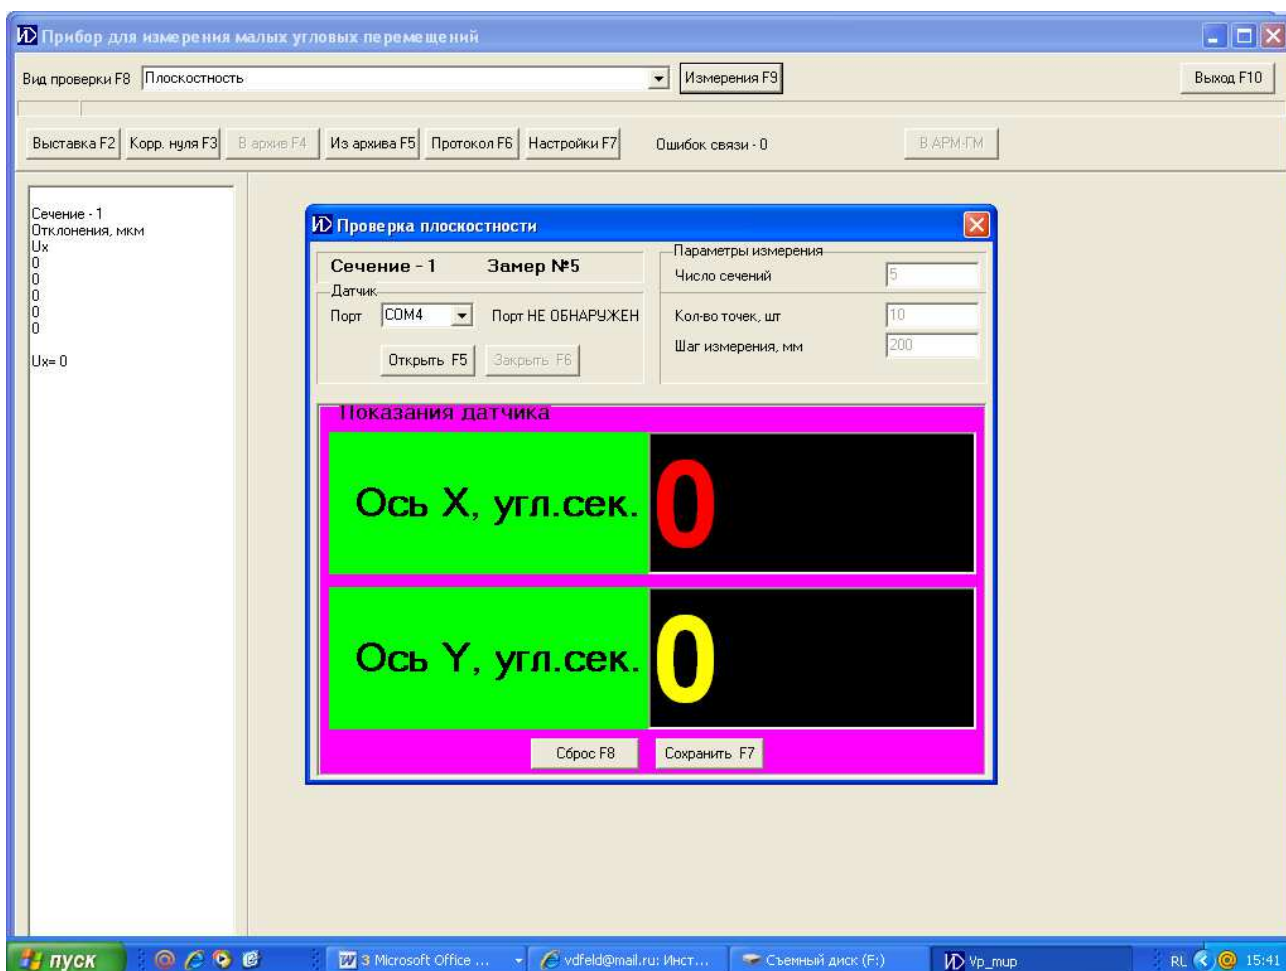 ИД Прибор для измерения малых угловых перемещений
Вид проверки F8 Плоскостность Измерения F9 Выход F10
Выставка F2 Корр. нуля F3 В архив F4 Из архива F5 Протокол F6 Настройки F7 Ошибок связи - 0 В АРМ-ГМ
Сечение - 1
Отклонения, мкм
Ux
0
0
0
0
0
Ux= 0
ИД Проверка плоскостности
Сечение - 1 Замер №5
Датчик
Порт COM4 Порт НЕ ОБНАРУЖЕН
Открыть F5 Закрыть F6
Параметры измерения
Число сечений 5
Кол-во точек, шт 10
Шаг измерения, мм 200
Показания датчика
Ось X, угл.сек. 0
Ось Y, угл.сек. 0
Сброс F8 Сохранить F7
пуск 3 Microsoft Office ... vdfeld@mail.ru: Инст... Съемный диск (F:) ИД Vp_mup RL 15:41